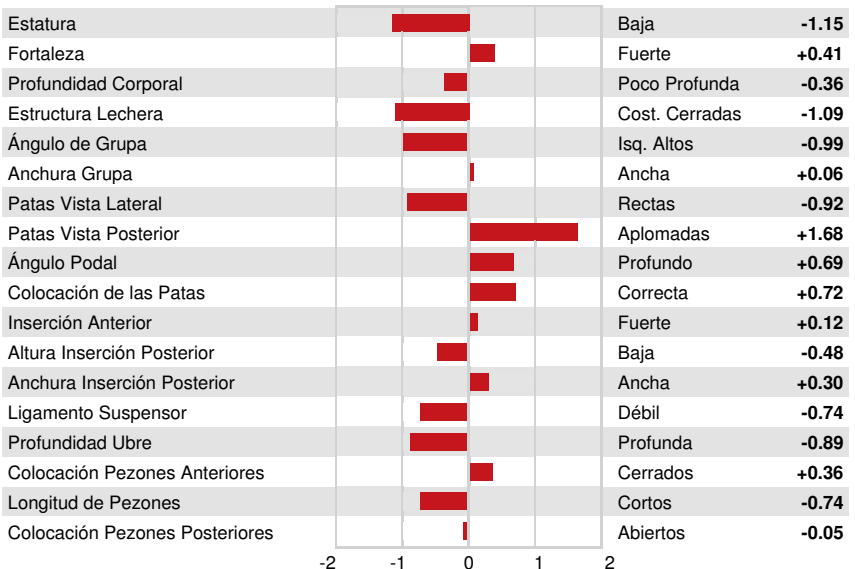 Estatura Baja -1.15
Fortaleza Fuerte +0.41
Profundidad Corporal Poco Profunda -0.36
Estructura Lechera Cost. Cerradas -1.09
Ángulo de Grupa Isq. Altos -0.99
Anchura Grupa Ancha +0.06
Patas Vista Lateral Rectas -0.92
Patas Vista Posterior Aplomadas +1.68
Ángulo Podal Profundo +0.69
Colocación de las Patas Correcta +0.72
Inserción Anterior Fuerte +0.12
Altura Inserción Posterior Baja -0.48
Anchura Inserción Posterior Ancha +0.30
Ligamento Suspensor Débil -0.74
Profundidad Ubre Profunda -0.89
Colocación Pezones Anteriores Cerrados +0.36
Longitud de Pezones Cortos -0.74
Colocación Pezones Posteriores Abiertos -0.05
-2 -1 0 1 2